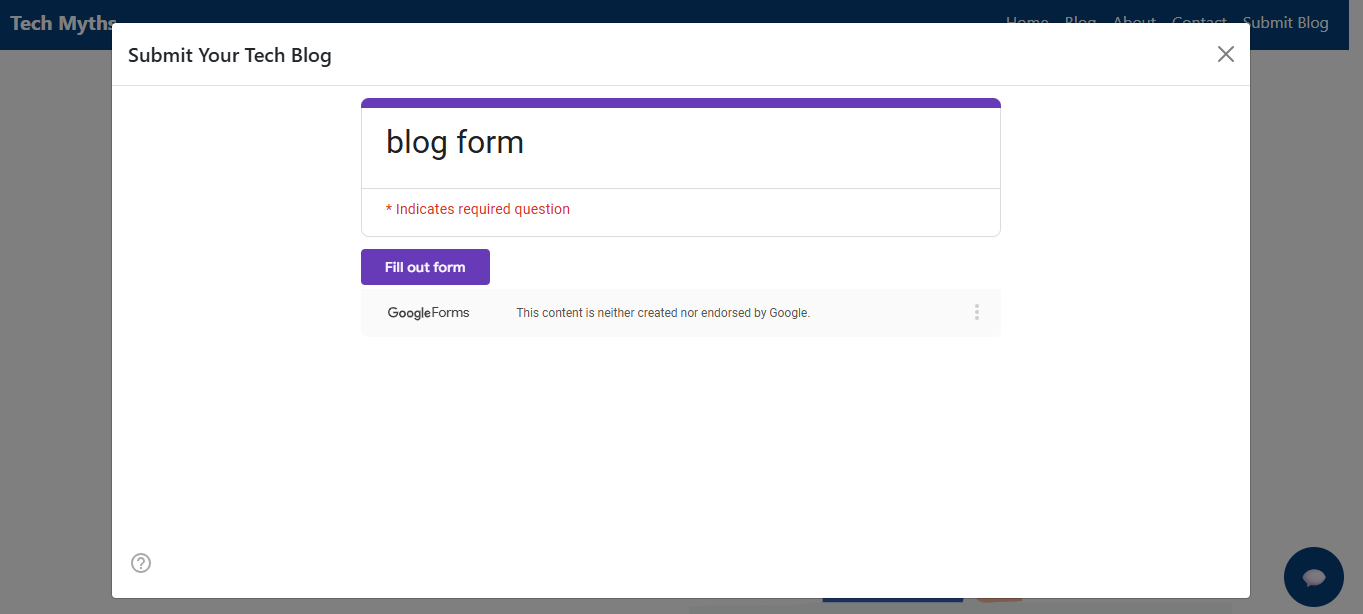 Tech Myths
Home Blog About Contact Submit Blog
Submit Your Tech Blog
blog form
* Indicates required question
Fill out form
Google Forms This content is neither created nor endorsed by Google.